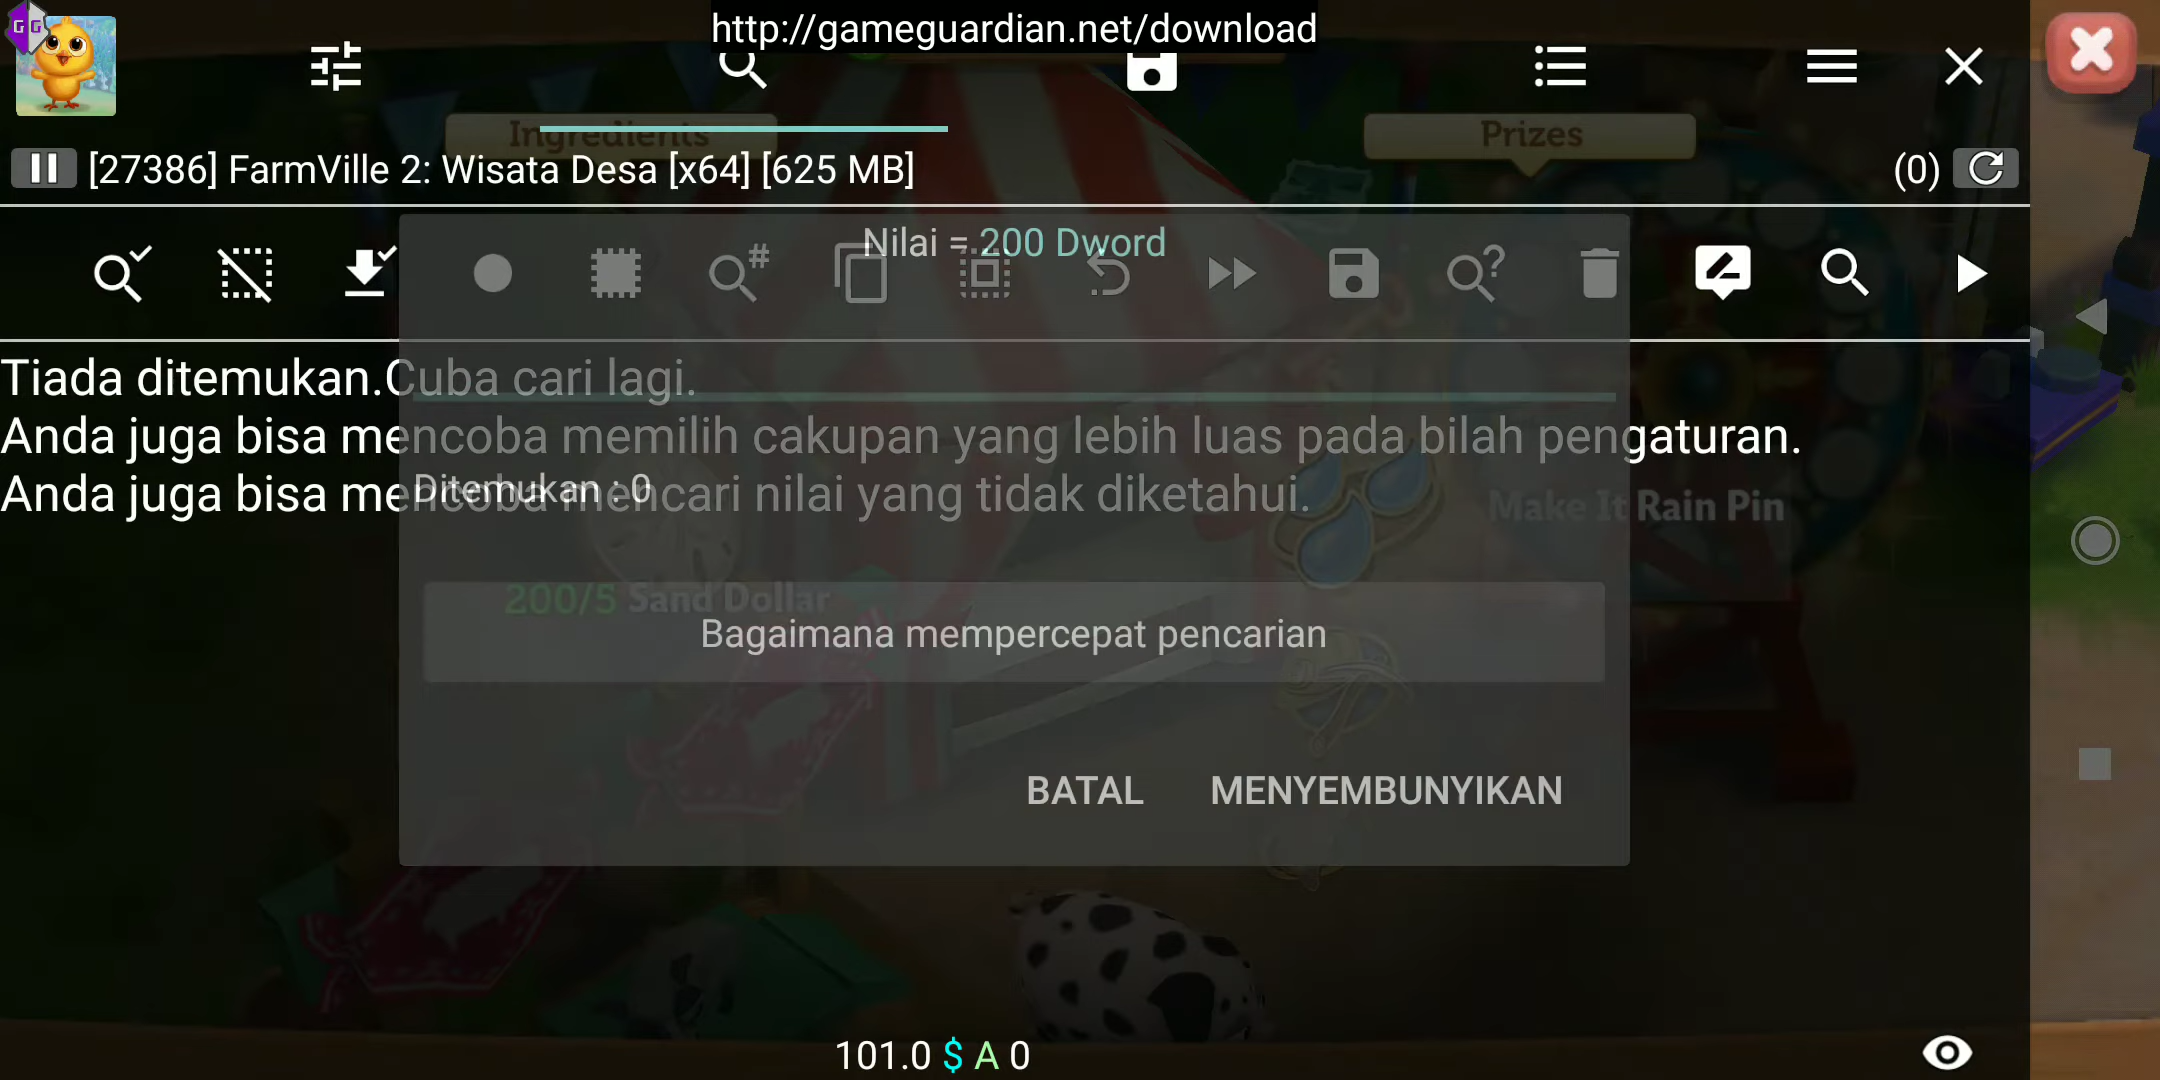 http://gameguardian.net/download
GG
Ingredients
Prizes
[27386] FarmVille 2: Wisata Desa [x64] [625 MB]
(0)
Nilai = 200 Dword
#
?
Tiada ditemukan.Cuba cari lagi.
Anda juga bisa mencoba memilih cakupan yang lebih luas pada bilah pengaturan.
Anda juga bisa mencoba mencari nilai yang tidak diketahui.
Ditemukan : 0
Make It Rain Pin
200/5 Sand Dollar
Bagaimana mempercepat pencarian
BATAL MENYEMBUNYIKAN
101.0 $ A 0